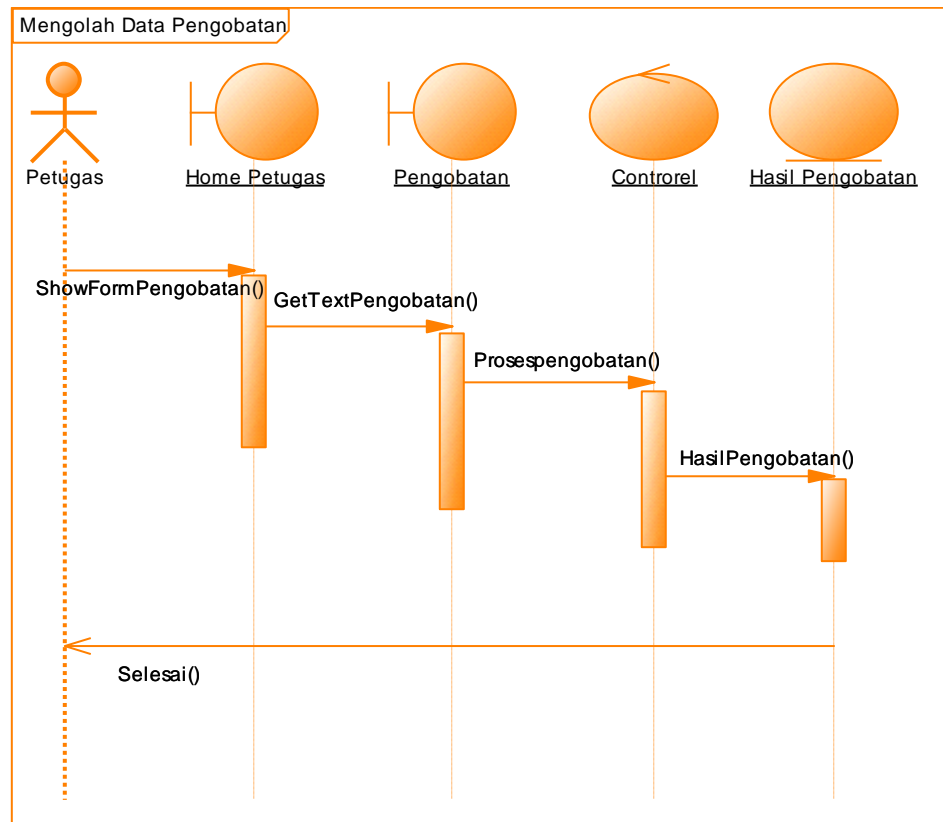 Mengolah Data Pengobatan
Petugas
Home Petugas
Pengobatan
Controrel
Hasil Pengobatan
ShowFormPengobatan()
GetTextPengobatan()
Prosespengobatan()
HasilPengobatan()
Selesai()